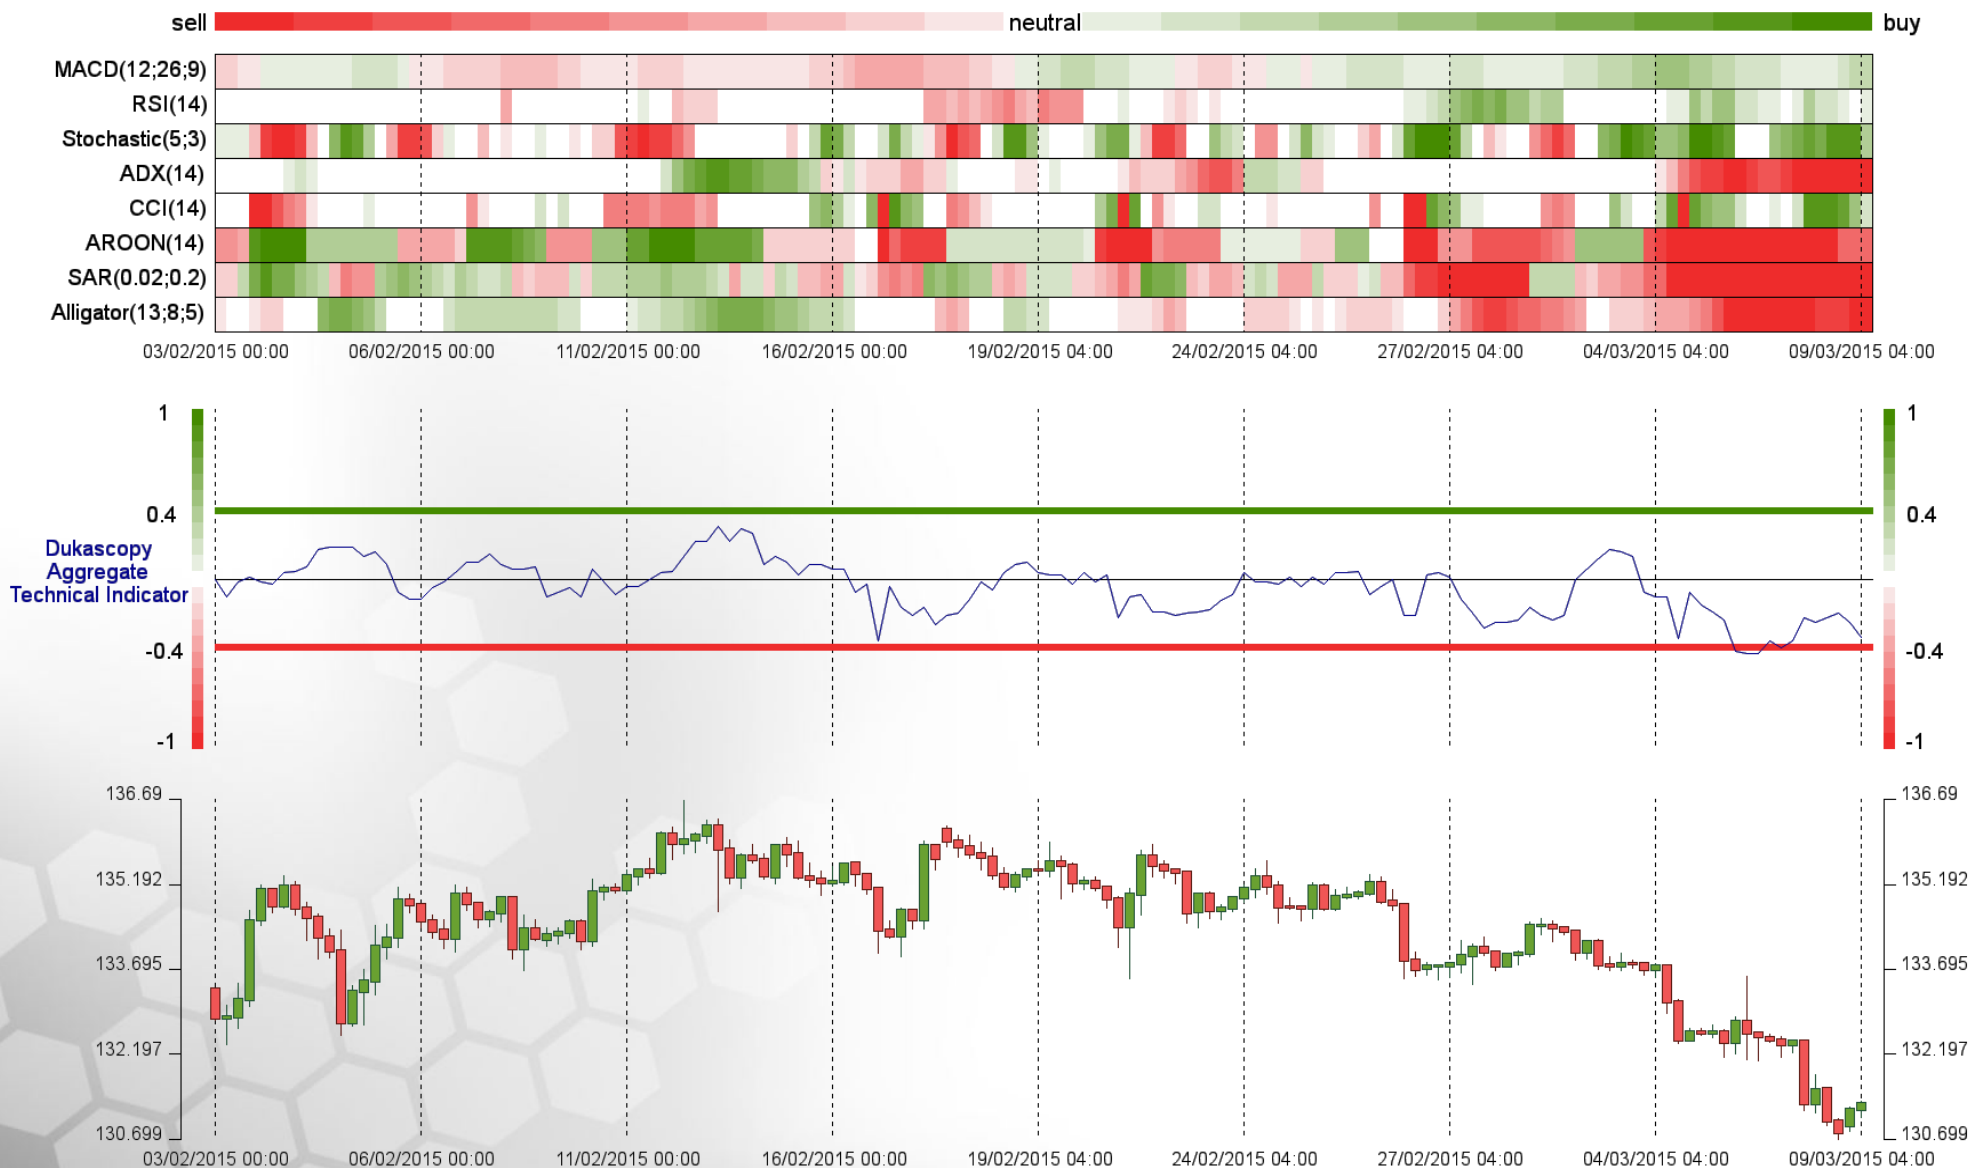 sell neutral buy
MACD(12;26;9)
RSI(14)
Stochastic(5;3)
ADX(14)
CCI(14)
AROON(14)
SAR(0.02;0.2)
Alligator(13;8;5)
03/02/2015 00:00 06/02/2015 00:00 11/02/2015 00:00 16/02/2015 00:00 19/02/2015 04:00 24/02/2015 04:00 27/02/2015 04:00 04/03/2015 04:00 09/03/2015 04:00
1 1
0.4 0.4
Dukascopy
Aggregate
Technical Indicator
-0.4 -0.4
-1 -1
136.69 136.69
135.192 135.192
133.695 133.695
132.197 132.197
130.699 130.699
03/02/2015 00:00 06/02/2015 00:00 11/02/2015 00:00 16/02/2015 00:00 19/02/2015 04:00 24/02/2015 04:00 27/02/2015 04:00 04/03/2015 04:00 09/03/2015 04:00